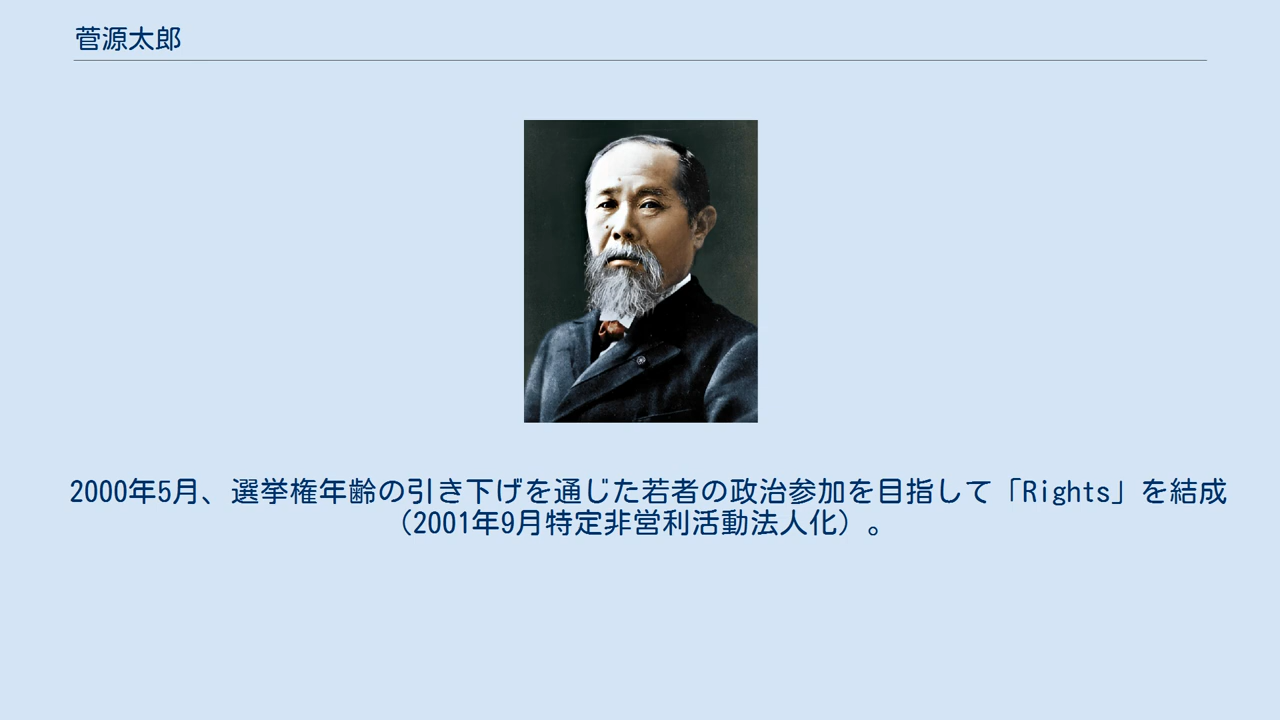 菅源太郎
2000年5月、選挙権年齢の引き下げを通じた若者の政治参加を目指して「Rights」を結成
（2001年9月特定非営利活動法人化）。